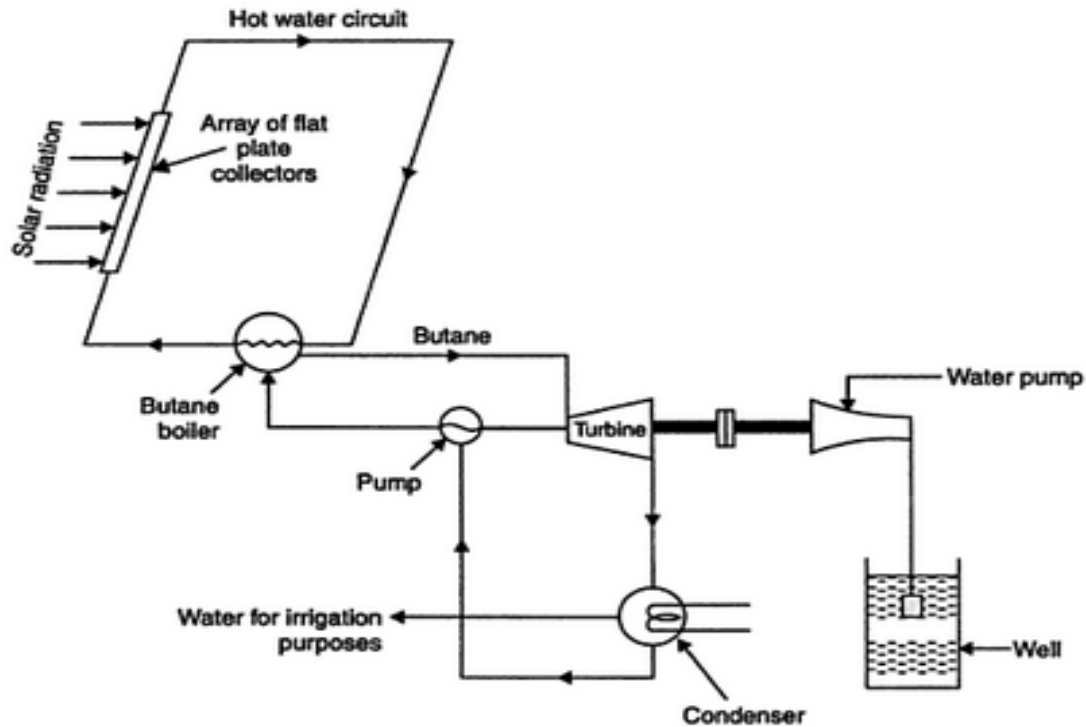 Hot water circuit
Solar radiation
Array of flat
plate
collectors
Butane
Butane
boiler
Water pump
Turbine
Pump
Water for irrigation
purposes
Well
Condenser